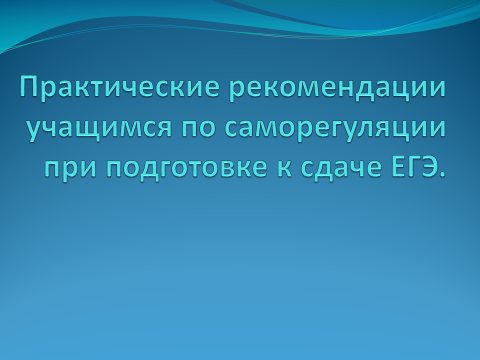 Практические рекомендации
учащимся по саморегуляции
при подготовке к сдаче ЕГЭ.